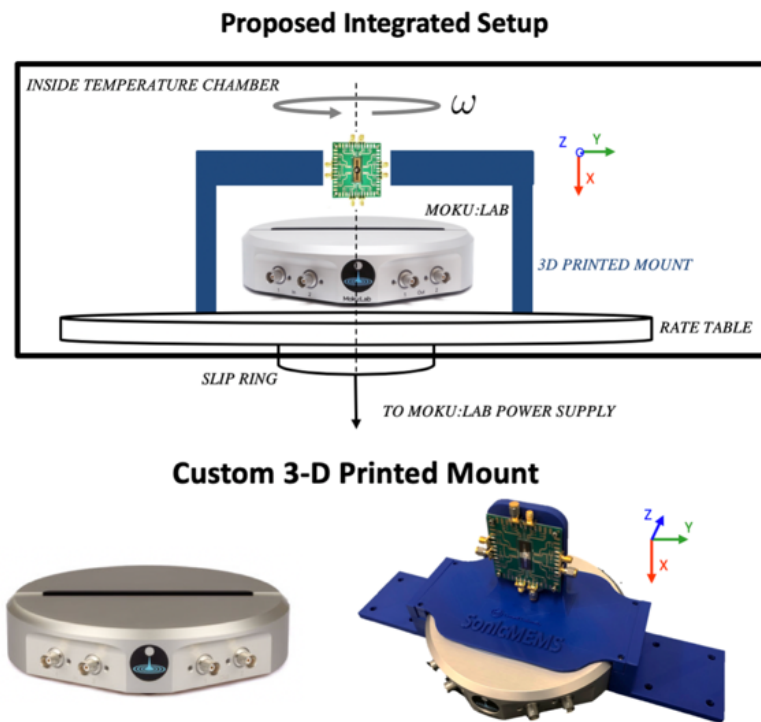 Proposed Integrated Setup
INSIDE TEMPERATURE CHAMBER
ω
Z
Y
X
MOKU:LAB
3D PRINTED MOUNT
MokuLab
RATE TABLE
SLIP RING
TO MOKU:LAB POWER SUPPLY
Custom 3-D Printed Mount
Z
Y
X
SonicMEMS